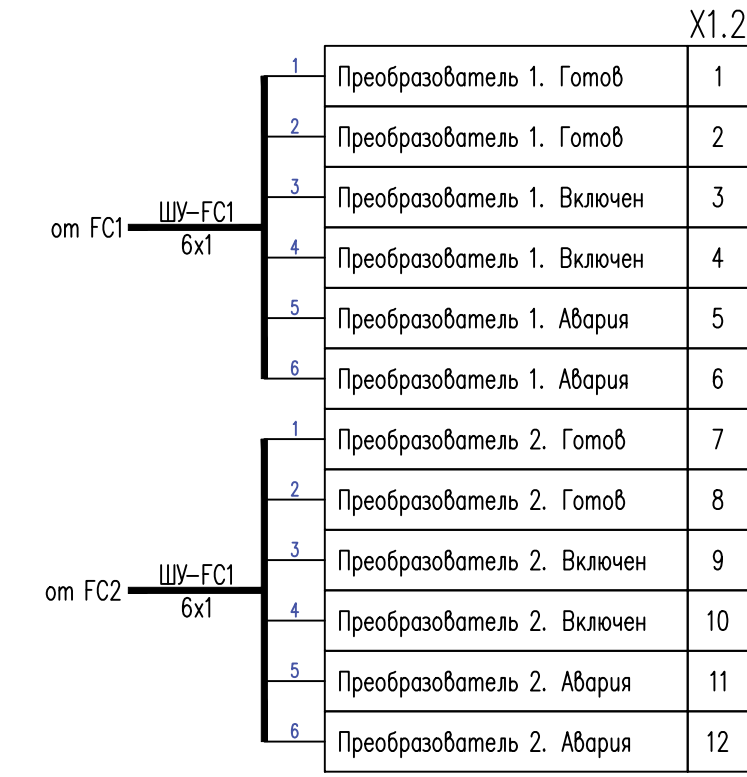 X1.2
1 Преобразователь 1. Готов 1
2 Преобразователь 1. Готов 2
3 Преобразователь 1. Включен 3
от FC1 ШУ-FC1
6x1
4 Преобразователь 1. Включен 4
5 Преобразователь 1. Авария 5
6 Преобразователь 1. Авария 6
1 Преобразователь 2. Готов 7
2 Преобразователь 2. Готов 8
3 Преобразователь 2. Включен 9
от FC2 ШУ-FC1
6x1
4 Преобразователь 2. Включен 10
5 Преобразователь 2. Авария 11
6 Преобразователь 2. Авария 12